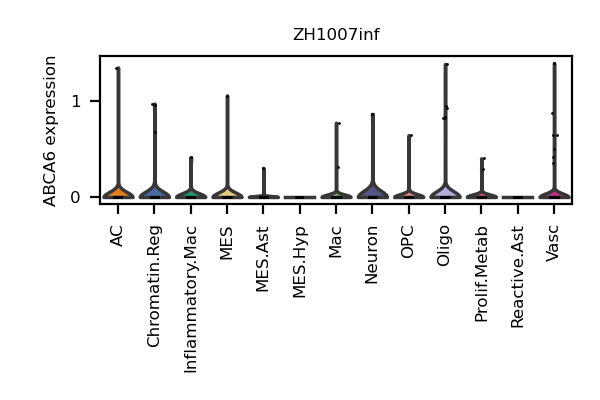 ZH1007inf
ABCA6 expression
1
0
AC
Chromatin.Reg
Inflammatory.Mac
MES
MES.Ast
MES.Hyp
Mac
Neuron
OPC
Oligo
Prolif.Metab
Reactive.Ast
Vasc